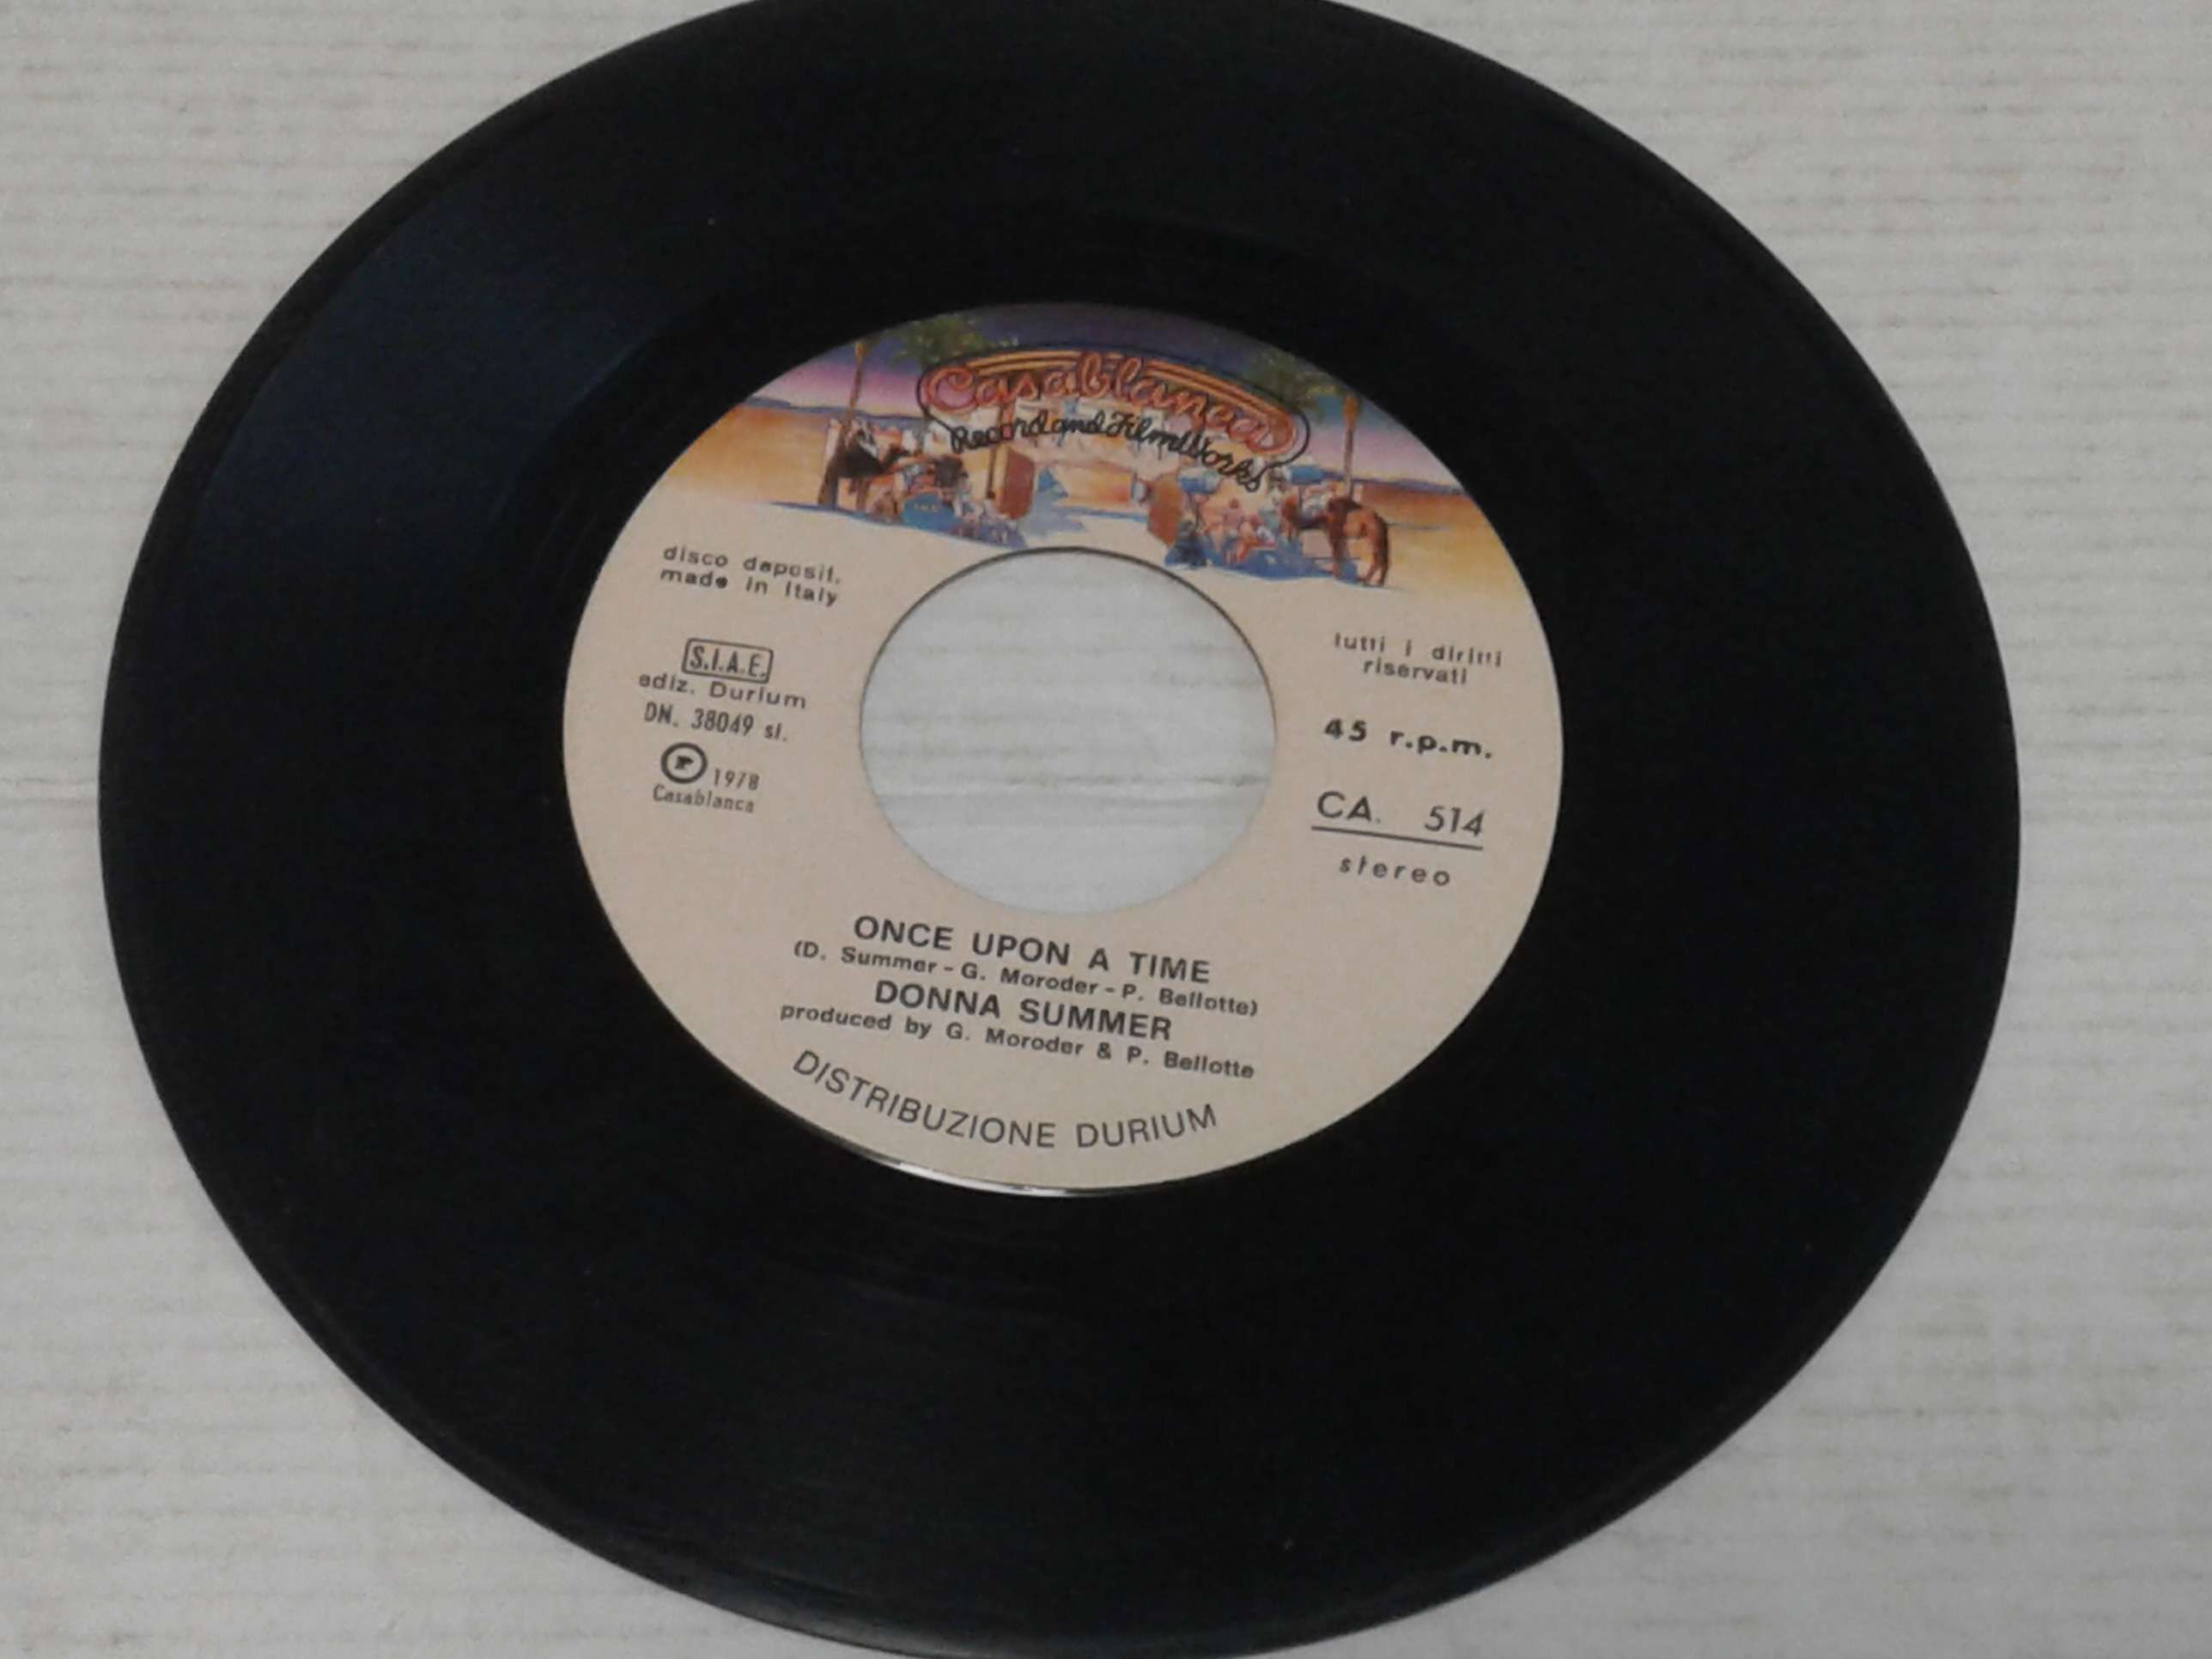 Casablanca
Record and FilmWorks
disco deposit.
made in Italy
S.I.A.E.
ediz. Durium
DN. 38049 sl.
P 1978
Casablanca
tutti i diritti
riservati
45 r.p.m.
CA. 514
stereo
ONCE UPON A TIME
(D. Summer - G. Moroder - P. Bellotte)
DONNA SUMMER
produced by G. Moroder & P. Bellotte
DISTRIBUZIONE DURIUM